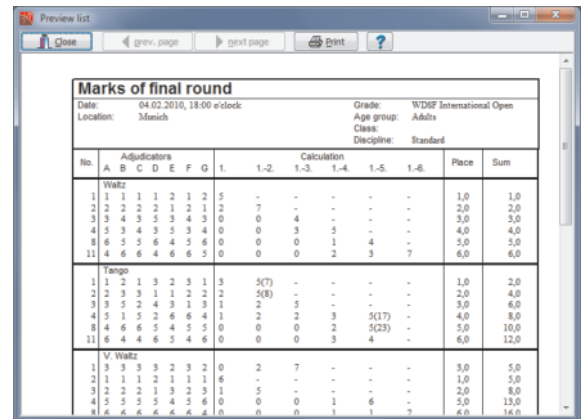 Preview list
Close prev. page next page Print ?
Marks of final round
Date: 04.02.2010, 18:00 o'clock Grade: WDSF International Open
Location: Munich Age group: Adults
Class:
Discipline: Standard
No. Adjudicators Calculation Place Sum
A B C D E F G 1. 1.-2. 1.-3. 1.-4. 1.-5. 1.-6.
Waltz
1 1 1 1 1 2 1 2 5 - - - - - 1,0 1,0
2 2 2 2 2 1 2 1 2 7 - - - - 2,0 2,0
3 3 4 3 5 3 4 3 0 0 4 - - - 3,0 3,0
4 5 3 4 3 5 3 4 0 0 3 5 - - 4,0 4,0
8 6 5 5 6 4 5 6 0 0 0 1 4 - 5,0 5,0
11 4 6 6 4 6 6 5 0 0 0 2 3 7 6,0 6,0
Tango
1 1 2 1 3 2 3 1 3 5(7) - - - - 1,0 2,0
2 2 3 3 1 1 2 2 2 5(8) - - - - 2,0 4,0
3 3 5 2 4 3 1 3 1 2 5 - - - 3,0 6,0
4 5 1 5 2 6 6 4 1 2 2 3 5(17) - 4,0 8,0
8 4 6 6 5 4 5 5 0 0 0 2 5(23) - 5,0 10,0
11 6 4 4 6 5 4 6 0 0 0 3 4 - 6,0 12,0
V. Waltz
1 3 3 3 3 2 3 2 0 2 7 - - - 3,0 5,0
2 1 1 1 2 1 1 1 6 - - - - - 1,0 5,0
3 2 2 2 1 3 2 3 1 5 - - - - 2,0 8,0
4 5 5 5 5 4 5 6 0 0 0 1 6 - 5,0 13,0